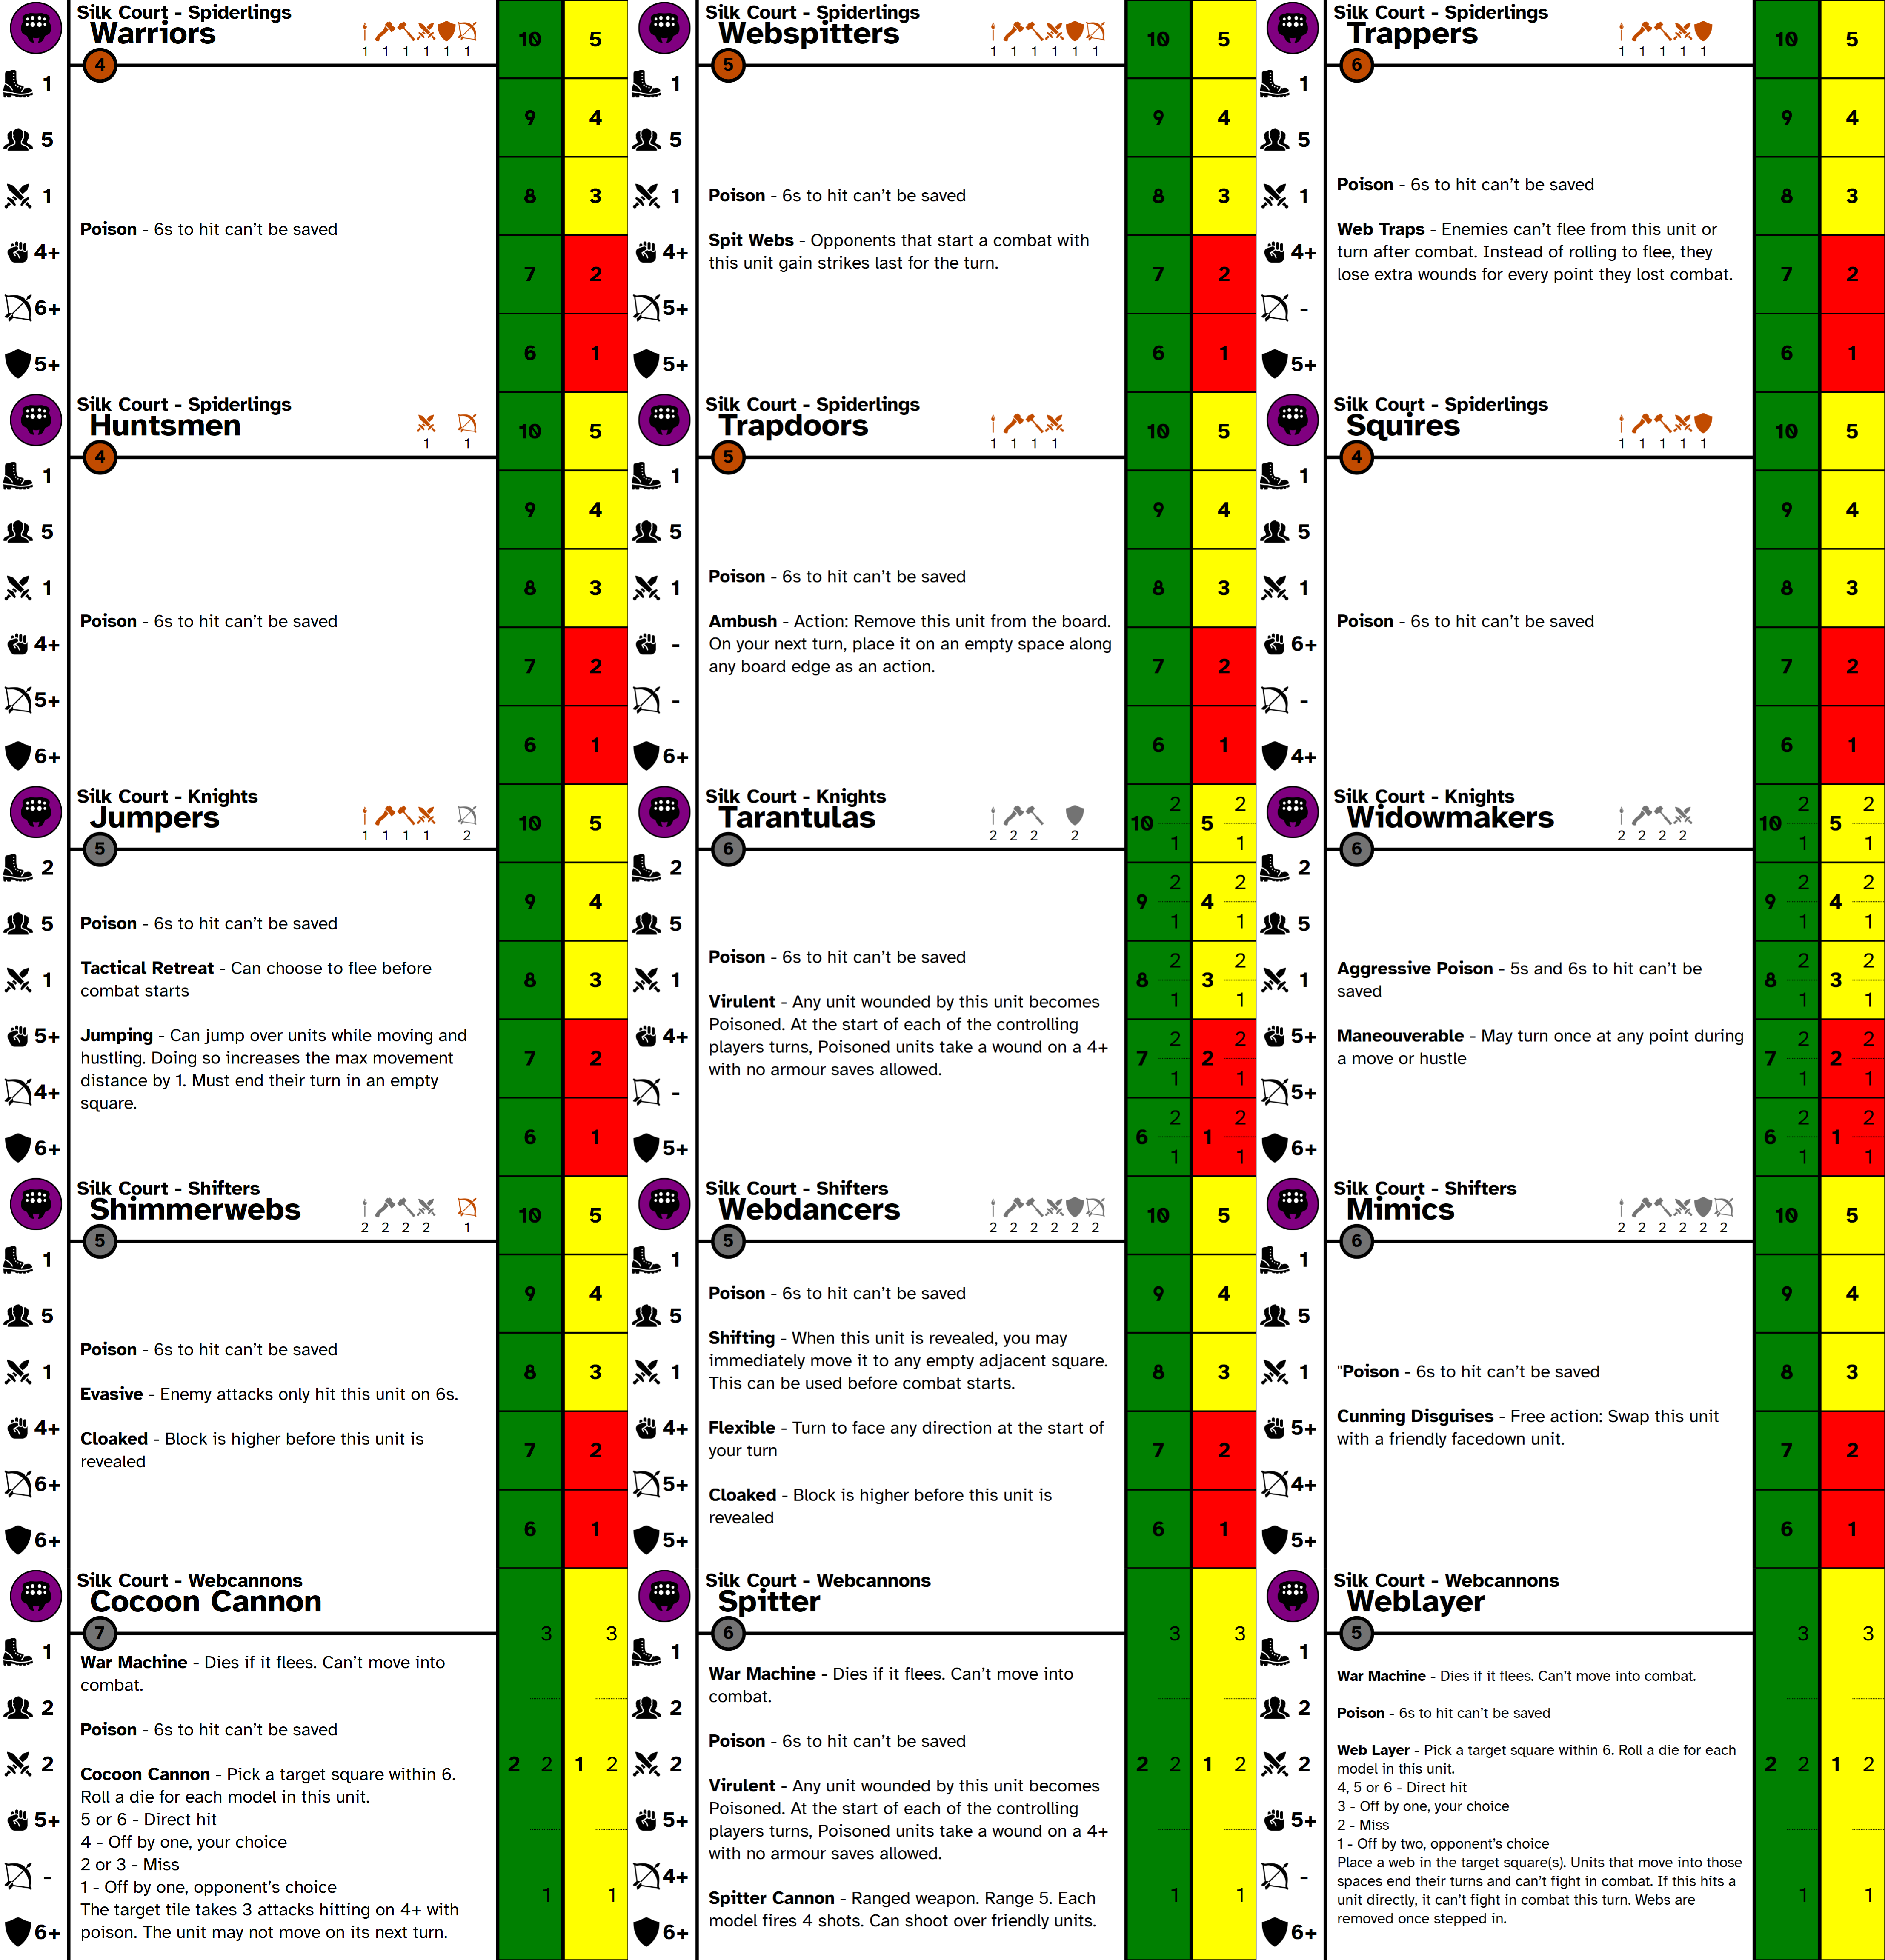 Silk Court - Spiderlings
Warriors
1 1 1 1 1 1
4
1
5
1
4+
6+
5+
Poison - 6s to hit can't be saved
10 5
9 4
8 3
7 2
6 1
Silk Court - Spiderlings
Webspitters
1 1 1 1 1 1
5
1
5
1
4+
5+
5+
Poison - 6s to hit can't be saved
Spit Webs - Opponents that start a combat with
this unit gain strikes last for the turn.
10 5
9 4
8 3
7 2
6 1
Silk Court - Spiderlings
Trappers
1 1 1 1 1
6
1
5
1
4+
-
5+
Poison - 6s to hit can't be saved
Web Traps - Enemies can't flee from this unit or
turn after combat. Instead of rolling to flee, they
lose extra wounds for every point they lost combat.
10 5
9 4
8 3
7 2
6 1
Silk Court - Spiderlings
Huntsmen
1 1
4
1
5
1
4+
5+
6+
Poison - 6s to hit can't be saved
10 5
9 4
8 3
7 2
6 1
Silk Court - Spiderlings
Trapdoors
1 1 1 1
5
1
5
1
-
-
6+
Poison - 6s to hit can't be saved
Ambush - Action: Remove this unit from the board.
On your next turn, place it on an empty space along
any board edge as an action.
10 5
9 4
8 3
7 2
6 1
Silk Court - Spiderlings
Squires
1 1 1 1 1
4
1
5
1
6+
-
4+
Poison - 6s to hit can't be saved
10 5
9 4
8 3
7 2
6 1
Silk Court - Knights
Jumpers
1 1 1 1 2
5
2
5
1
5+
4+
6+
Poison - 6s to hit can't be saved
Tactical Retreat - Can choose to flee before
combat starts
Jumping - Can jump over units while moving and
hustling. Doing so increases the max movement
distance by 1. Must end their turn in an empty
square.
10 5
9 4
8 3
7 2
6 1
Silk Court - Knights
Tarantulas
2 2 2 2
6
2
5
1
4+
-
5+
Poison - 6s to hit can't be saved
Virulent - Any unit wounded by this unit becomes
Poisoned. At the start of each of the controlling
players turns, Poisoned units take a wound on a 4+
with no armour saves allowed.
10 2 1 5 2 1
9 2 1 4 2 1
8 2 1 3 2 1
7 2 1 2 2 1
6 2 1 1 2 1
Silk Court - Knights
Widowmakers
2 2 2 2
6
2
5
1
5+
5+
6+
Aggressive Poison - 5s and 6s to hit can't be
saved
Maneouverable - May turn once at any point during
a move or hustle
10 2 1 5 2 1
9 2 1 4 2 1
8 2 1 3 2 1
7 2 1 2 2 1
6 2 1 1 2 1
Silk Court - Shifters
Shimmerwebs
2 2 2 2 1
5
1
5
1
4+
6+
6+
Poison - 6s to hit can't be saved
Evasive - Enemy attacks only hit this unit on 6s.
Cloaked - Block is higher before this unit is
revealed
10 5
9 4
8 3
7 2
6 1
Silk Court - Shifters
Webdancers
2 2 2 2 2 2
5
1
5
1
4+
5+
5+
Poison - 6s to hit can't be saved
Shifting - When this unit is revealed, you may
immediately move it to any empty adjacent square.
This can be used before combat starts.
Flexible - Turn to face any direction at the start of
your turn
Cloaked - Block is higher before this unit is
revealed
10 5
9 4
8 3
7 2
6 1
Silk Court - Shifters
Mimics
2 2 2 2 2 2
6
1
5
1
5+
4+
5+
"Poison - 6s to hit can't be saved
Cunning Disguises - Free action: Swap this unit
with a friendly facedown unit.
10 5
9 4
8 3
7 2
6 1
Silk Court - Webcannons
Cocoon Cannon
7
1
2
2
5+
-
6+
War Machine - Dies if it flees. Can't move into
combat.
Poison - 6s to hit can't be saved
Cocoon Cannon - Pick a target square within 6.
Roll a die for each model in this unit.
5 or 6 - Direct hit
4 - Off by one, your choice
2 or 3 - Miss
1 - Off by one, opponent's choice
The target tile takes 3 attacks hitting on 4+ with
poison. The unit may not move on its next turn.
3 3
2 2 1 2
1 1
Silk Court - Webcannons
Spitter
6
1
2
2
5+
4+
6+
War Machine - Dies if it flees. Can't move into
combat.
Poison - 6s to hit can't be saved
Virulent - Any unit wounded by this unit becomes
Poisoned. At the start of each of the controlling
players turns, Poisoned units take a wound on a 4+
with no armour saves allowed.
Spitter Cannon - Ranged weapon. Range 5. Each
model fires 4 shots. Can shoot over friendly units.
3 3
2 2 1 2
1 1
Silk Court - Webcannons
Weblayer
5
1
2
2
5+
-
6+
War Machine - Dies if it flees. Can't move into combat.
Poison - 6s to hit can't be saved
Web Layer - Pick a target square within 6. Roll a die for each
model in this unit.
4, 5 or 6 - Direct hit
3 - Off by one, your choice
2 - Miss
1 - Off by two, opponent's choice
Place a web in the target square(s). Units that move into those
spaces end their turns and can't fight in combat. If this hits a
unit directly, it can't fight in combat this turn. Webs are
removed once stepped in.
3 3
2 2 1 2
1 1